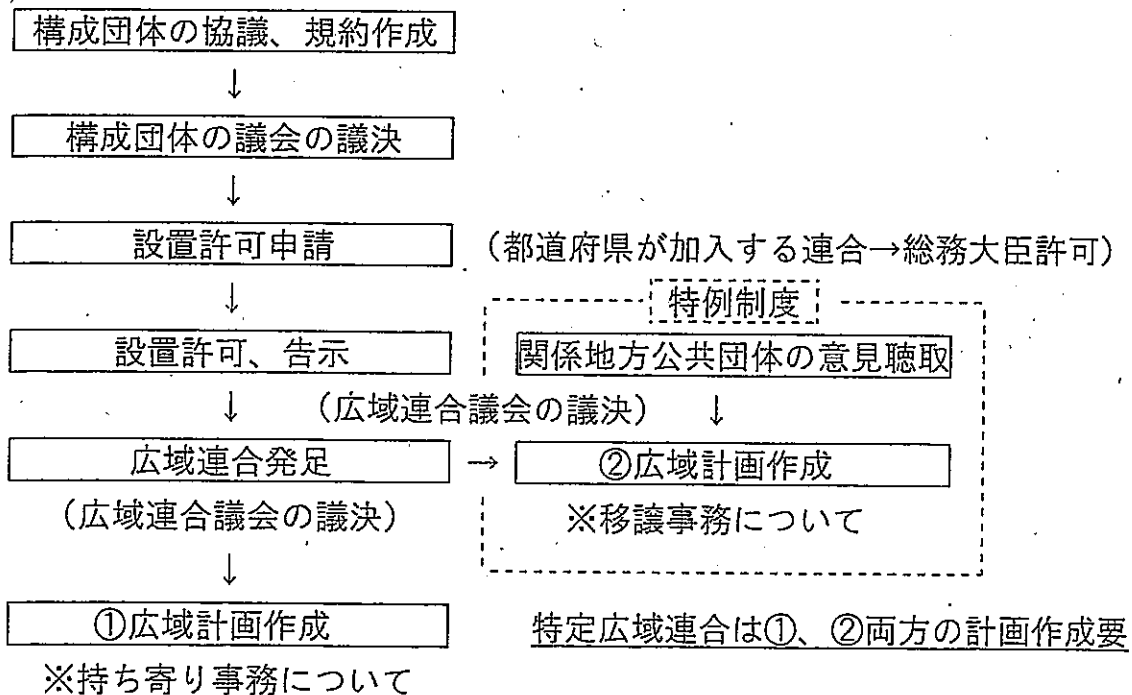 構成団体の協議、規約作成
↓
構成団体の議会の議決
↓
設置許可申請 （都道府県が加入する連合→総務大臣許可）
↓ 特例制度
設置許可、告示 関係地方公共団体の意見聴取
↓ （広域連合議会の議決） ↓
広域連合発足 → ②広域計画作成
（広域連合議会の議決） ※移譲事務について
↓
①広域計画作成 特定広域連合は①、②両方の計画作成要
※持ち寄り事務について